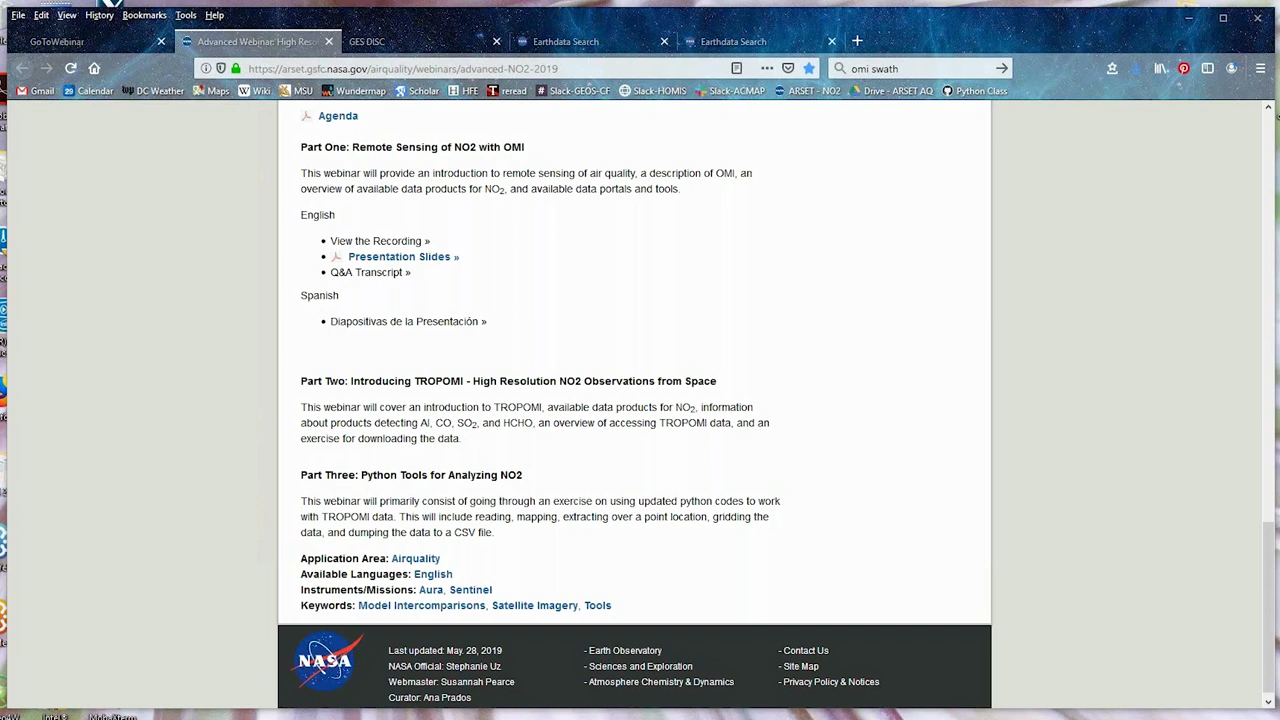 File Edit View History Bookmarks Tools Help
GoToWebinar
Advanced Webinar: High Reso
GES DISC
Earthdata Search
Earthdata Search
https://arset.gsfc.nasa.gov/airquality/webinars/advanced-NO2-2019
omi swath
Gmail 29 Calendar wp DC Weather Maps W Wiki MSU Wundermap Scholar HFE reread Slack-GEOS-CF Slack-HOMIS Slack-ACMAP ARSET - NO2 Drive - ARSET AQ Python Class
Agenda
Part One: Remote Sensing of NO2 with OMI
This webinar will provide an introduction to remote sensing of air quality, a description of OMI, an
overview of available data products for NO2, and available data portals and tools.
English
• View the Recording »
• Presentation Slides »
• Q&A Transcript »
Spanish
• Diapositivas de la Presentación »
Part Two: Introducing TROPOMI - High Resolution NO2 Observations from Space
This webinar will cover an introduction to TROPOMI, available data products for NO2, information
about products detecting AI, CO, SO2, and HCHO, an overview of accessing TROPOMI data, and an
exercise for downloading the data.
Part Three: Python Tools for Analyzing NO2
This webinar will primarily consist of going through an exercise on using updated python codes to work
with TROPOMI data. This will include reading, mapping, extracting over a point location, gridding the
data, and dumping the data to a CSV file.
Application Area: Airquality
Available Languages: English
Instruments/Missions: Aura, Sentinel
Keywords: Model Intercomparisons, Satellite Imagery, Tools
NASA
Last updated: May. 28, 2019
NASA Official: Stephanie Uz
Webmaster: Susannah Pearce
Curator: Ana Prados
- Earth Observatory
- Sciences and Exploration
- Atmosphere Chemistry & Dynamics
- Contact Us
- Site Map
- Privacy Policy & Notices